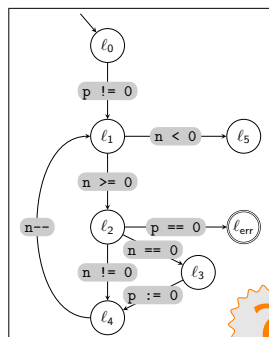 ℓ0
p != 0
ℓ1
n < 0
ℓ5
n >= 0
ℓ2
p == 0
ℓerr
n == 0
n--
n != 0
ℓ3
p := 0
ℓ4